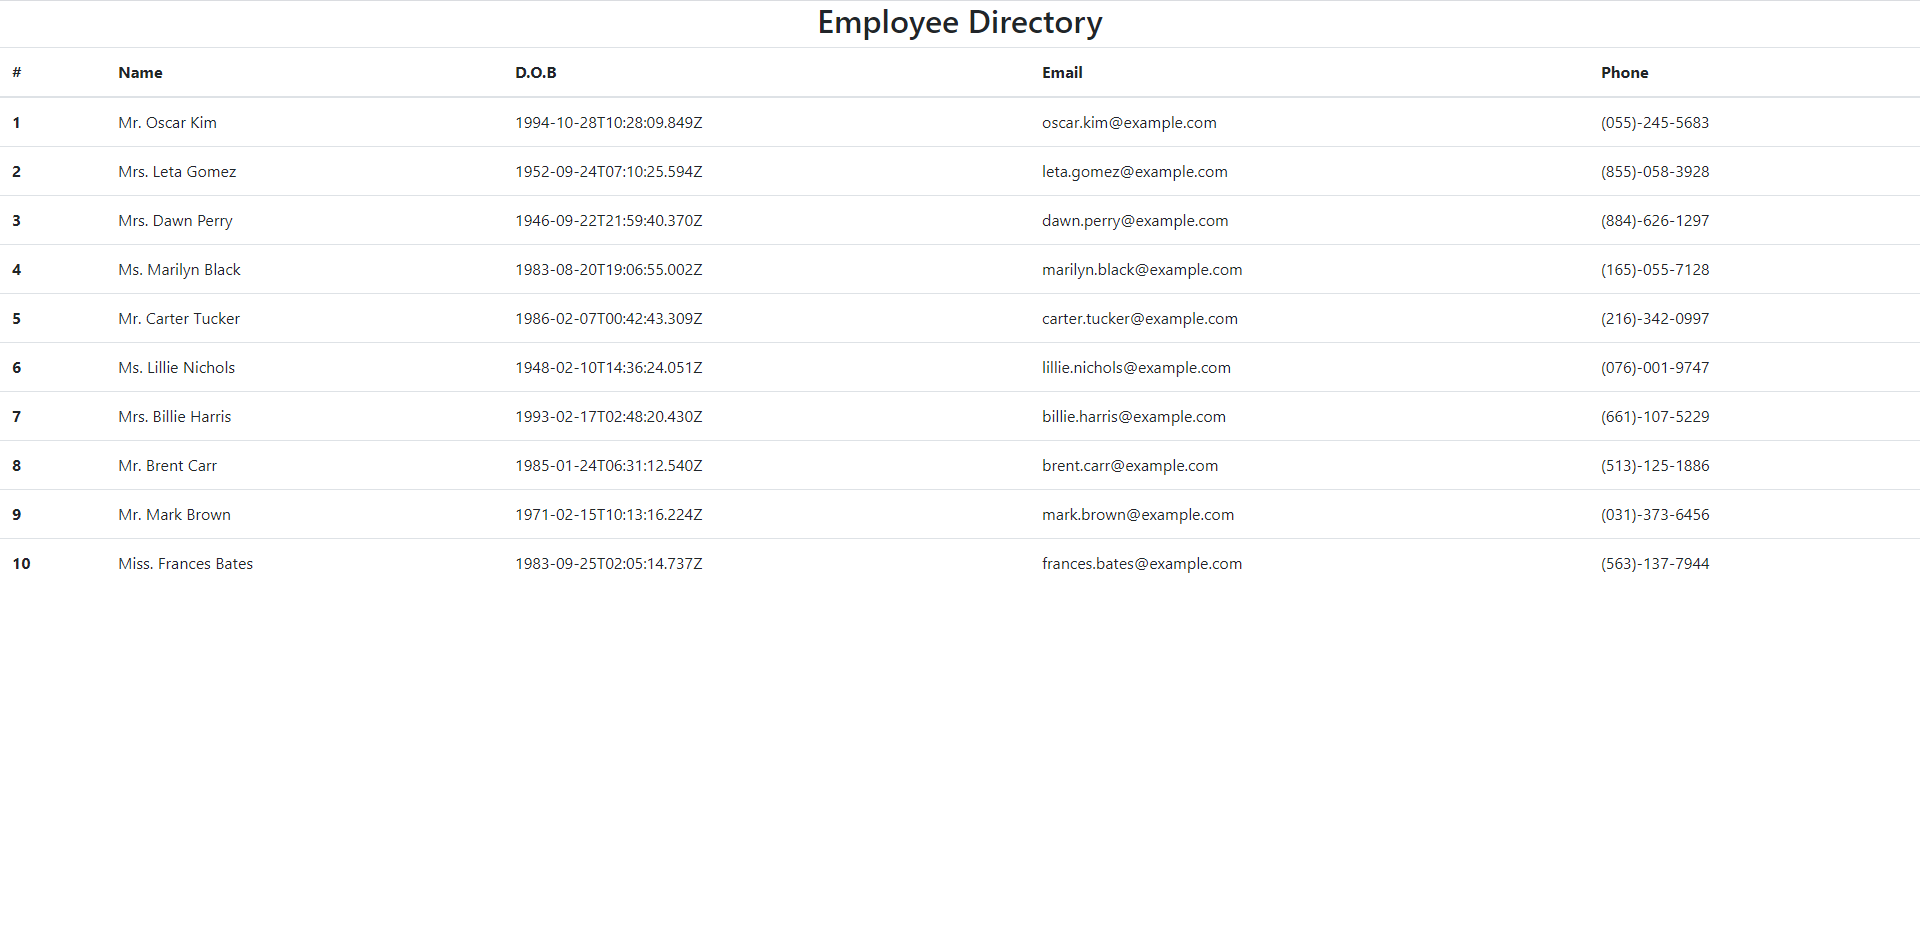 Employee Directory
# Name D.O.B Email Phone
1 Mr. Oscar Kim 1994-10-28T10:28:09.849Z oscar.kim@example.com (055)-245-5683
2 Mrs. Leta Gomez 1952-09-24T07:10:25.594Z leta.gomez@example.com (855)-058-3928
3 Mrs. Dawn Perry 1946-09-22T21:59:40.370Z dawn.perry@example.com (884)-626-1297
4 Ms. Marilyn Black 1983-08-20T19:06:55.002Z marilyn.black@example.com (165)-055-7128
5 Mr. Carter Tucker 1986-02-07T00:42:43.309Z carter.tucker@example.com (216)-342-0997
6 Ms. Lillie Nichols 1948-02-10T14:36:24.051Z lillie.nichols@example.com (076)-001-9747
7 Mrs. Billie Harris 1993-02-17T02:48:20.430Z billie.harris@example.com (661)-107-5229
8 Mr. Brent Carr 1985-01-24T06:31:12.540Z brent.carr@example.com (513)-125-1886
9 Mr. Mark Brown 1971-02-15T10:13:16.224Z mark.brown@example.com (031)-373-6456
10 Miss. Frances Bates 1983-09-25T02:05:14.737Z frances.bates@example.com (563)-137-7944